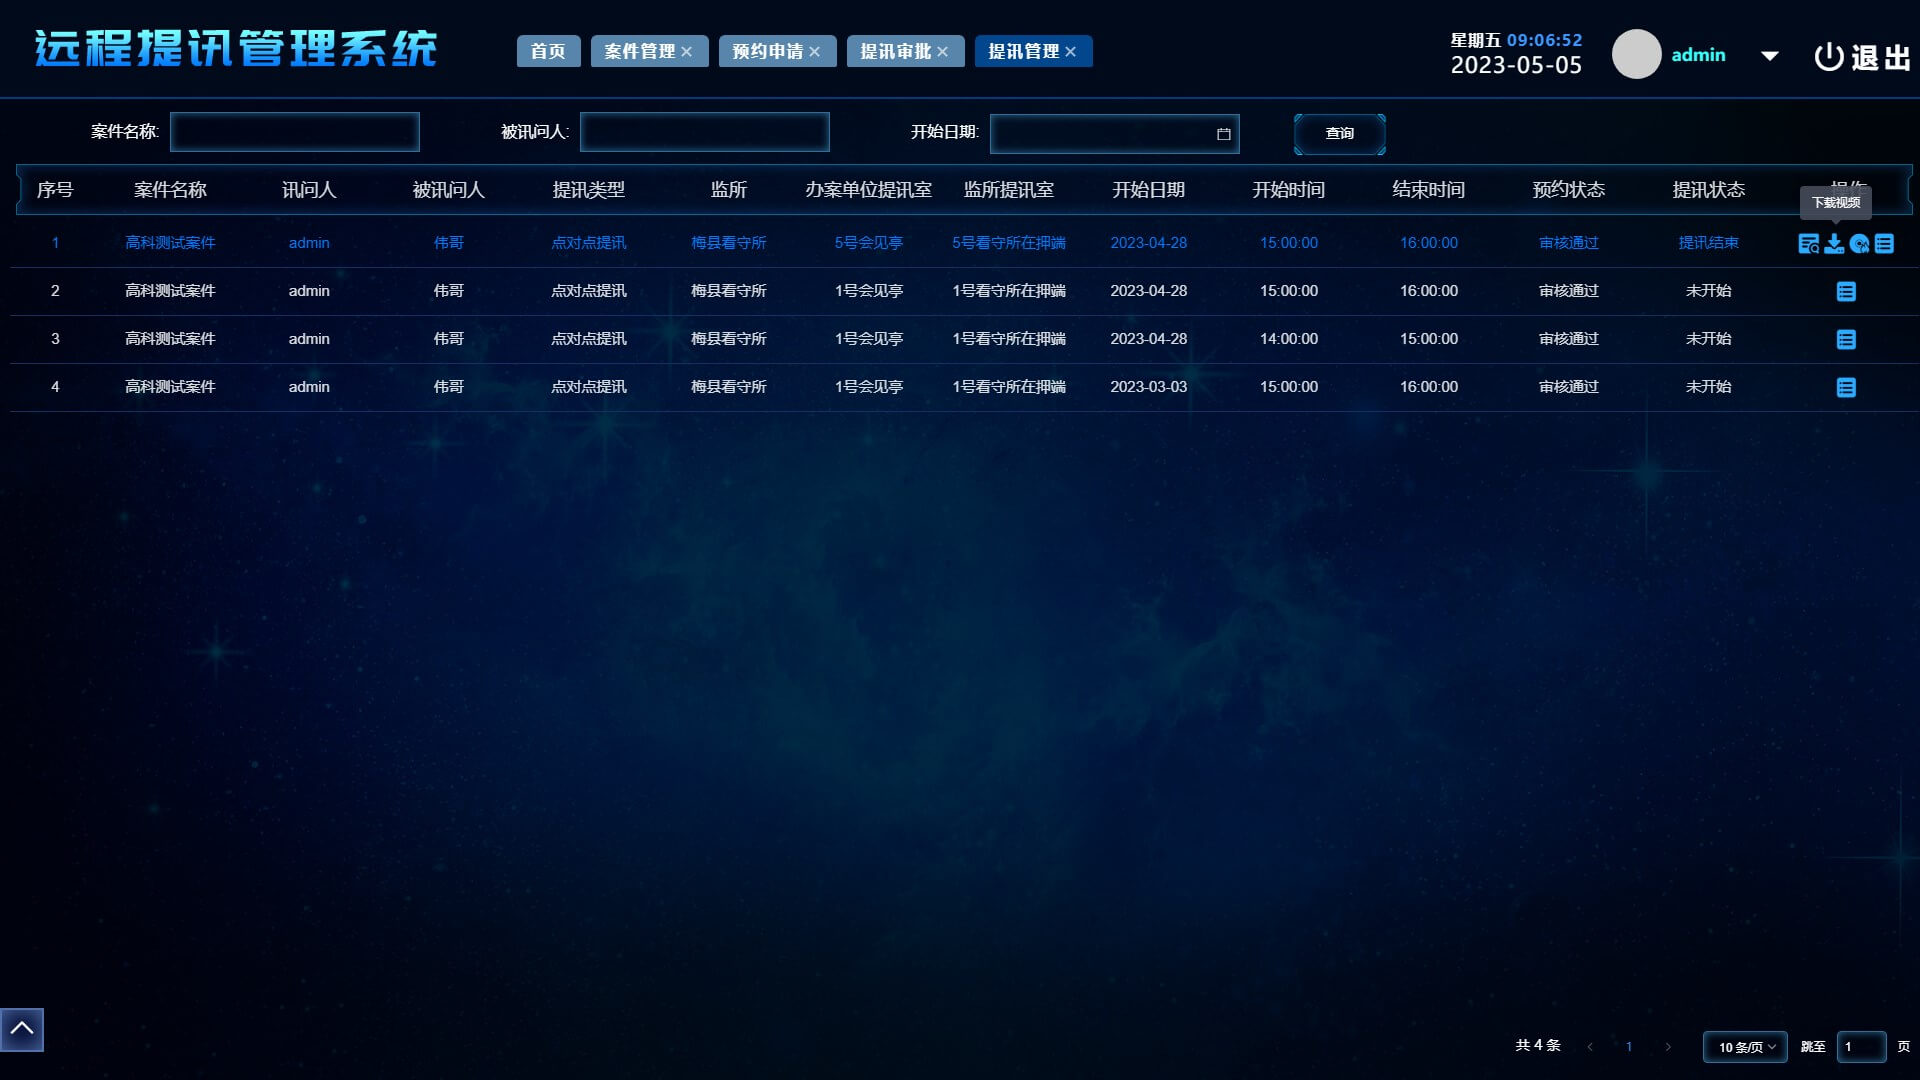 远程提讯管理系统
首页 案件管理 × 预约申请 × 提讯审批 × 提讯管理 ×
星期五 09:06:52
2023-05-05
admin
退出
案件名称: 被讯问人: 开始日期: 查询
序号 案件名称 讯问人 被讯问人 提讯类型 监所 办案单位提讯室 监所提讯室 开始日期 开始时间 结束时间 预约状态 提讯状态
下载视频
1 高科测试案件 admin 伟哥 点对点提讯 梅县看守所 5号会见亭 5号看守所在押端 2023-04-28 15:00:00 16:00:00 审核通过 提讯结束
2 高科测试案件 admin 伟哥 点对点提讯 梅县看守所 1号会见亭 1号看守所在押端 2023-04-28 15:00:00 16:00:00 审核通过 未开始
3 高科测试案件 admin 伟哥 点对点提讯 梅县看守所 1号会见亭 1号看守所在押端 2023-04-28 14:00:00 15:00:00 审核通过 未开始
4 高科测试案件 admin 伟哥 点对点提讯 梅县看守所 1号会见亭 1号看守所在押端 2023-03-03 15:00:00 16:00:00 审核通过 未开始
共 4 条 < 1 > 10 条/页 跳至 1 页